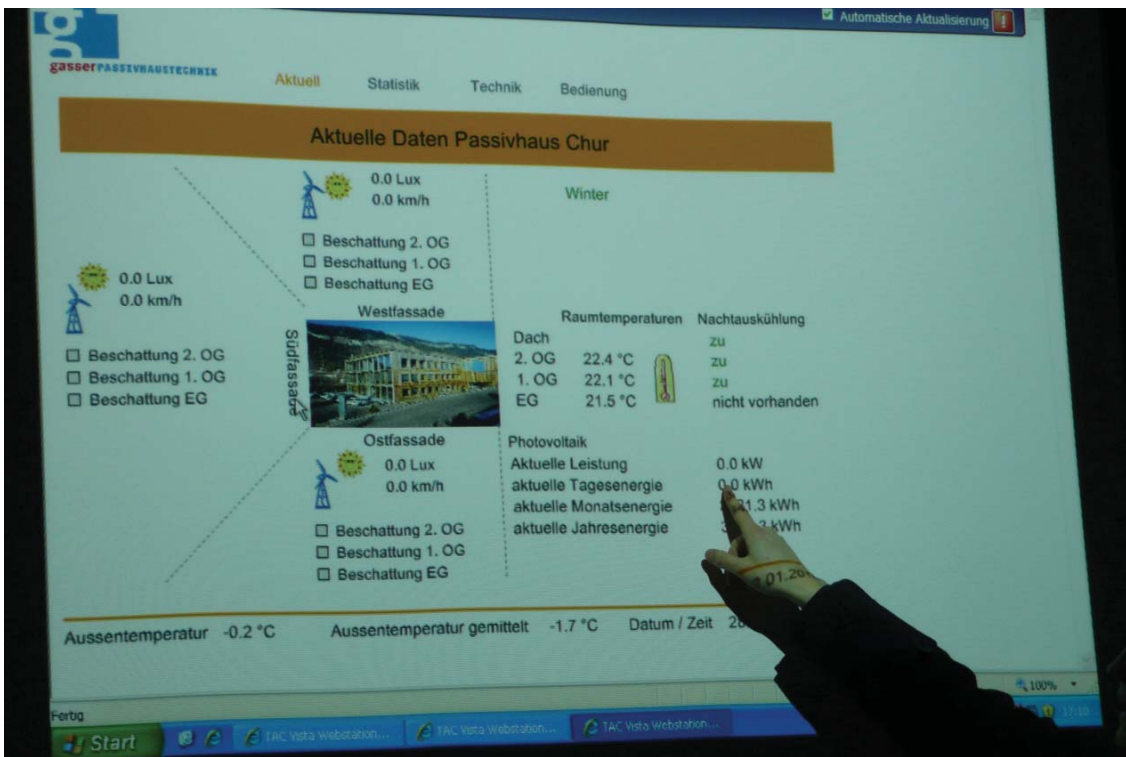 Automatische Aktualisierung
gasser PASSIVHAUSTECHNIK
Aktuell Statistik Technik Bedienung
Aktuelle Daten Passivhaus Chur
0.0 Lux
0.0 km/h
Winter
Beschattung 2. OG
Beschattung 1. OG
Beschattung EG
0.0 Lux
0.0 km/h
Beschattung 2. OG
Beschattung 1. OG
Beschattung EG
Westfassade
Südfassade
Raumtemperaturen Nachtauskühlung
Dach zu
2. OG 22.4 °C zu
1. OG 22.1 °C zu
EG 21.5 °C nicht vorhanden
Ostfassade
0.0 Lux
0.0 km/h
Beschattung 2. OG
Beschattung 1. OG
Beschattung EG
Photovoltaik
Aktuelle Leistung 0.0 kW
aktuelle Tagesenergie 0.0 kWh
aktuelle Monatsenergie kWh
aktuelle Jahresenergie kWh
Aussentemperatur -0.2 °C Aussentemperatur gemittelt -1.7 °C Datum / Zeit
100%
Fertig
Start TAC Vista Webstation... TAC Vista Webstation... TAC Vista Webstation... 17:10